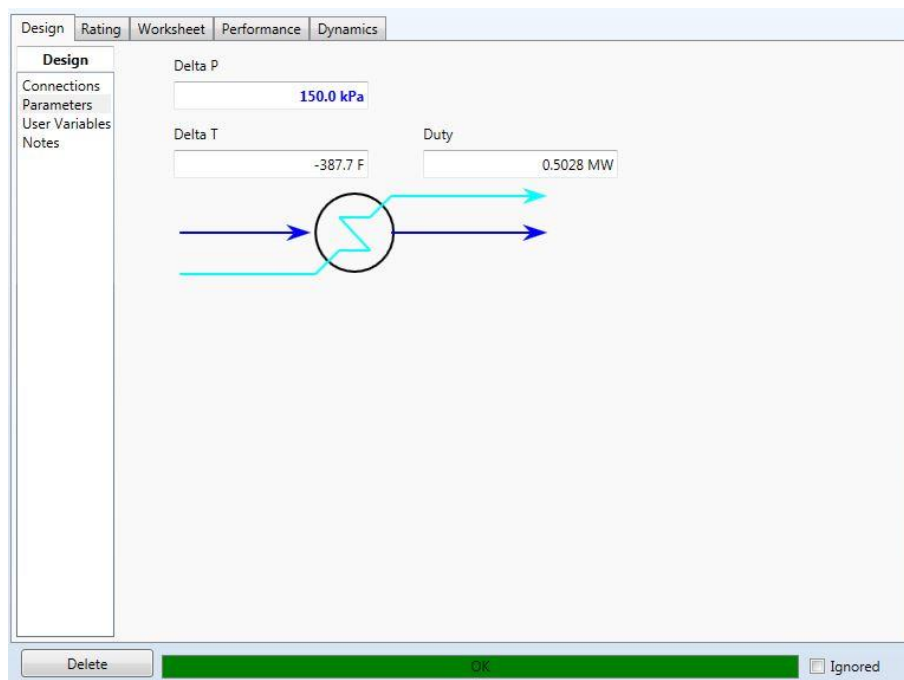 Design Rating Worksheet Performance Dynamics
Design
Connections
Parameters
User Variables
Notes
Delta P
150.0 kPa
Delta T Duty
-387.7 F 0.5028 MW
Delete OK Ignored